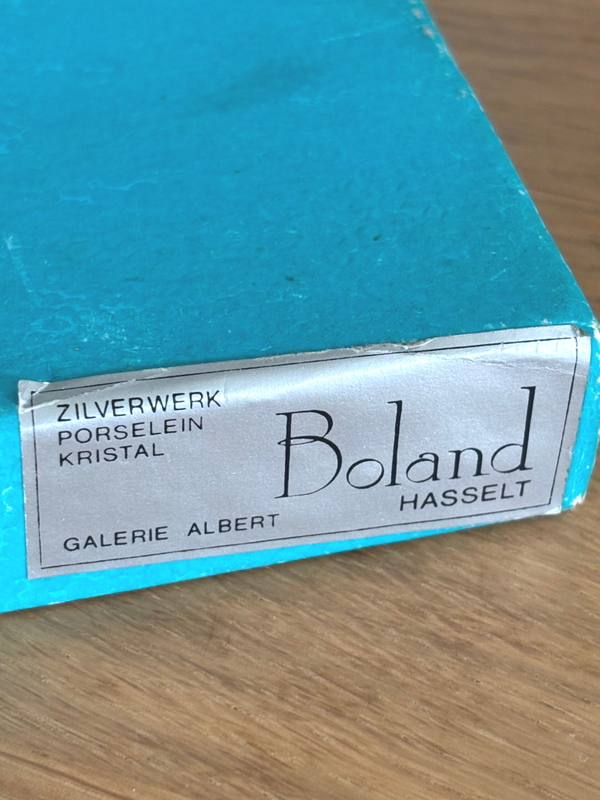 ZILVERWERK
PORSELEIN
KRISTAL
Boland
HASSELT
GALERIE ALBERT